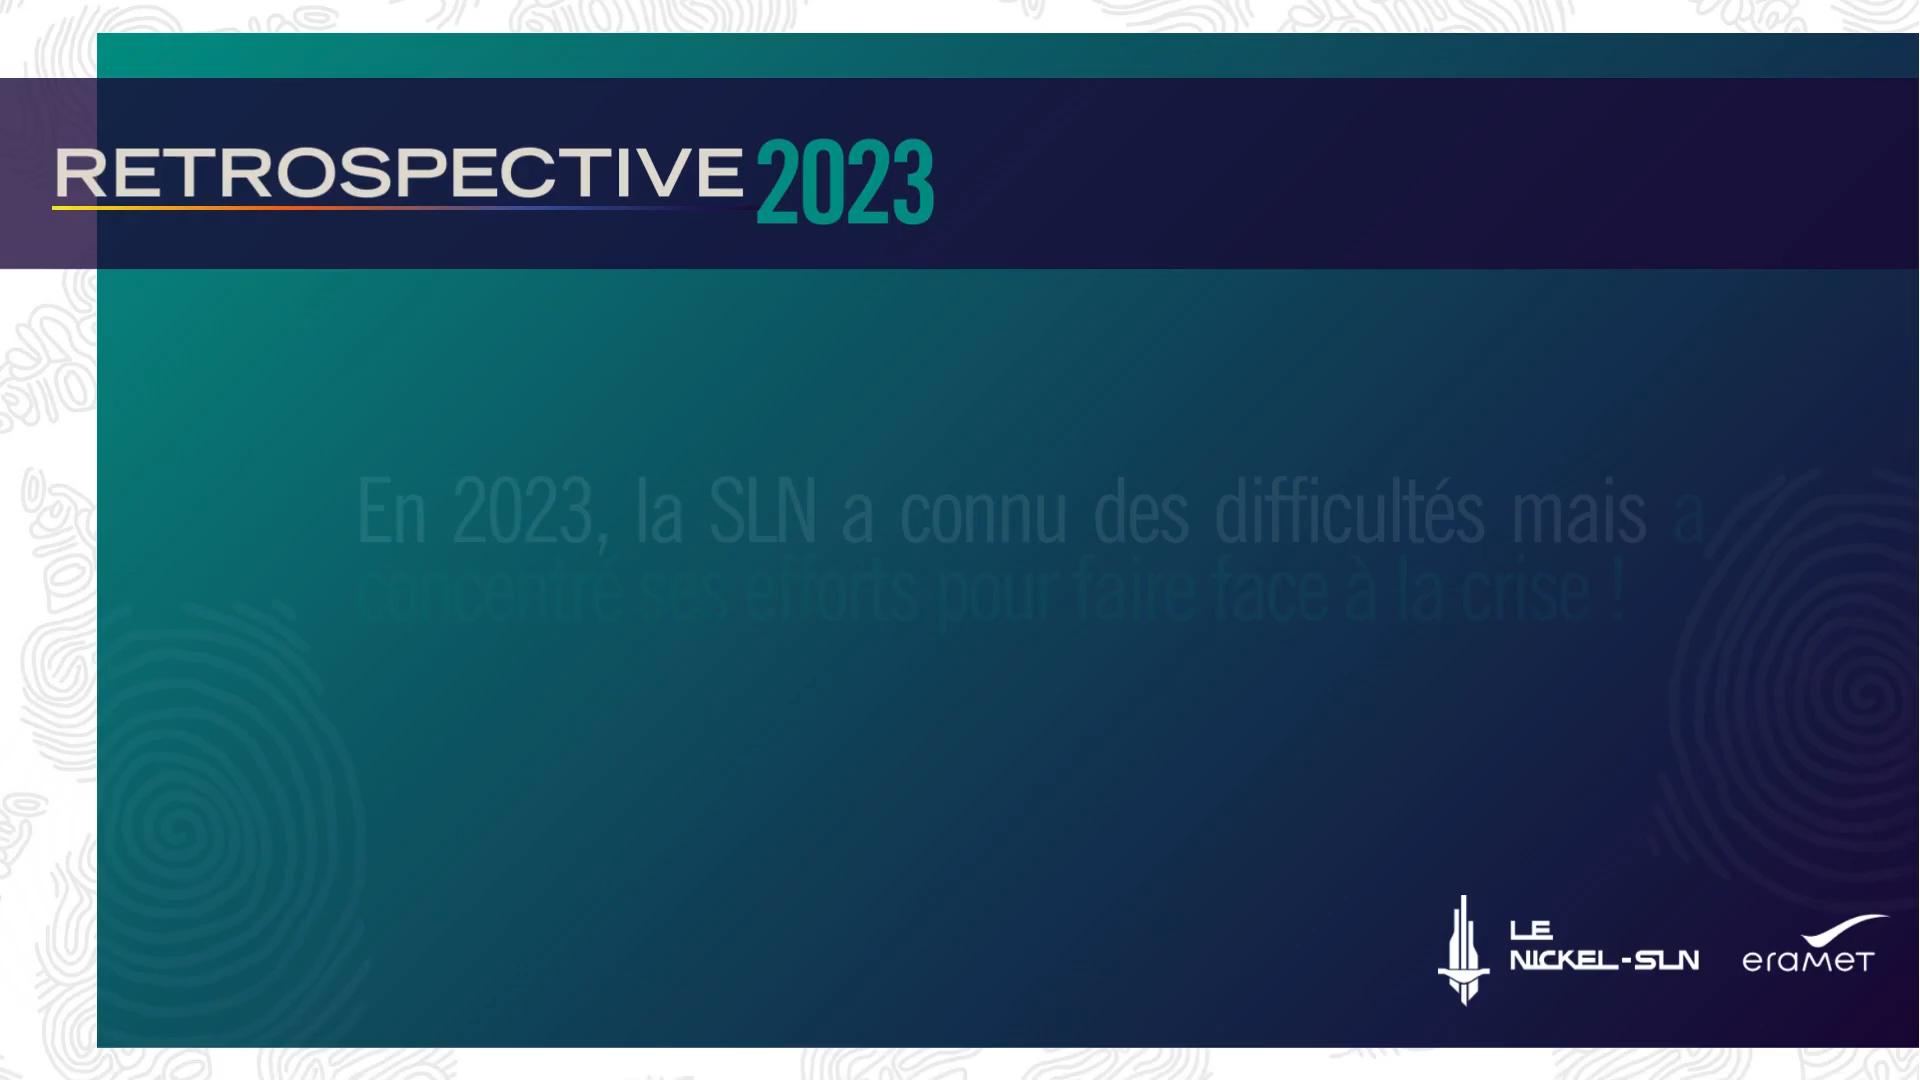 RETROSPECTIVE 2023
En 2023, la SLN a connu des difficultés mais a
concentré ses efforts pour faire face à la crise !
LE
NICKEL-SLN
eramet